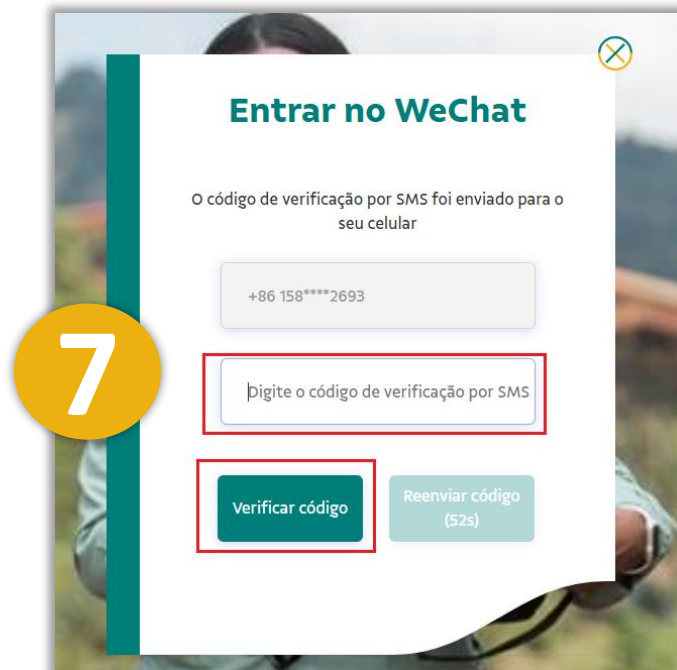 Entrar no WeChat
O código de verificação por SMS foi enviado para o
seu celular
+86 158****2693
7
Digite o código de verificação por SMS
Verificar código
Reenviar código
(52s)